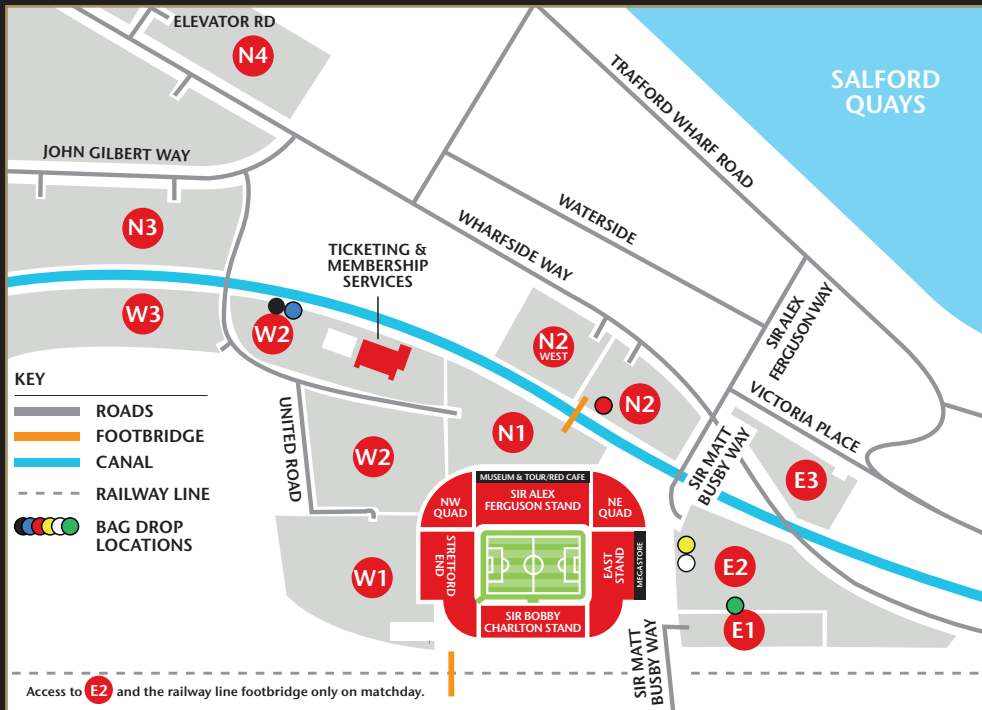 ELEVATOR RD
N4
SALFORD
QUAYS
TRAFFORD WHARF ROAD
JOHN GILBERT WAY
N3
WATERSIDE
WHARFSIDE WAY
TICKETING &
MEMBERSHIP
SERVICES
SIR ALEX
FERGUSON WAY
W3
W2
N2
WEST
N2
VICTORIA PLACE
KEY
ROADS
FOOTBRIDGE
CANAL
RAILWAY LINE
BAG DROP
LOCATIONS
UNITED ROAD
W2
N1
SIR MATT
BUSBY WAY
E3
MUSEUM & TOUR/RED CAFE
NW
QUAD
SIR ALEX
FERGUSON STAND
NE
QUAD
STRETFORD
END
EAST
STAND
MEGASTORE
SIR BOBBY
CHARLTON STAND
W1
E2
E1
SIR MATT
BUSBY WAY
Access to E2 and the railway line footbridge only on matchday.